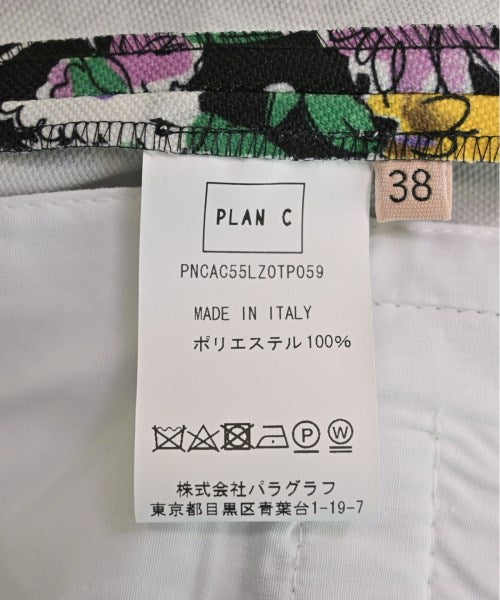 PLAN C
38
PNCAC55LZ0TP059
MADE IN ITALY
ポリエステル100%
P W
株式会社パラグラフ
東京都目黒区青葉台1-19-7